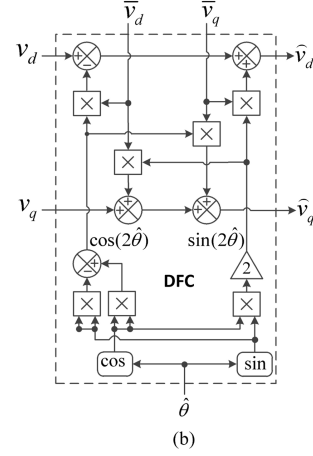 v̅_d v̅_q
v_d + − + + v̂_d
× ×
×
×
v_q + + + + v̂_q
cos(2θ̂) sin(2θ̂)
− + DFC 2
× × ×
cos sin
θ̂
(b)